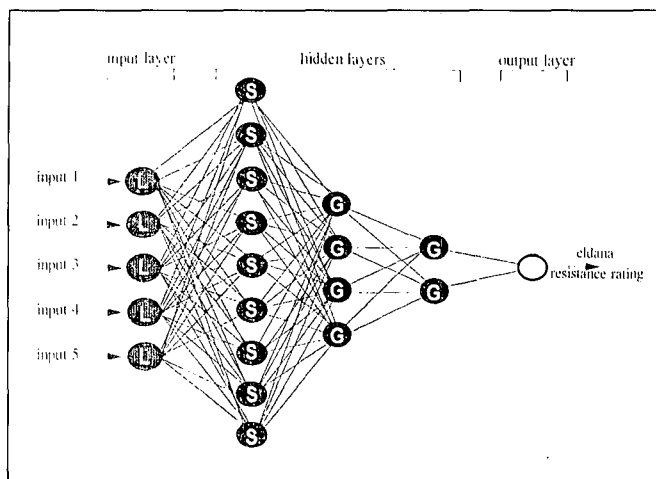 input layer hidden layers output layer
S
S
input 1 L S
G
input 2 L S
G G
eldana
input 3 L S
resistance rating
G G
input 4 L S
G
input 5 L S
S
S